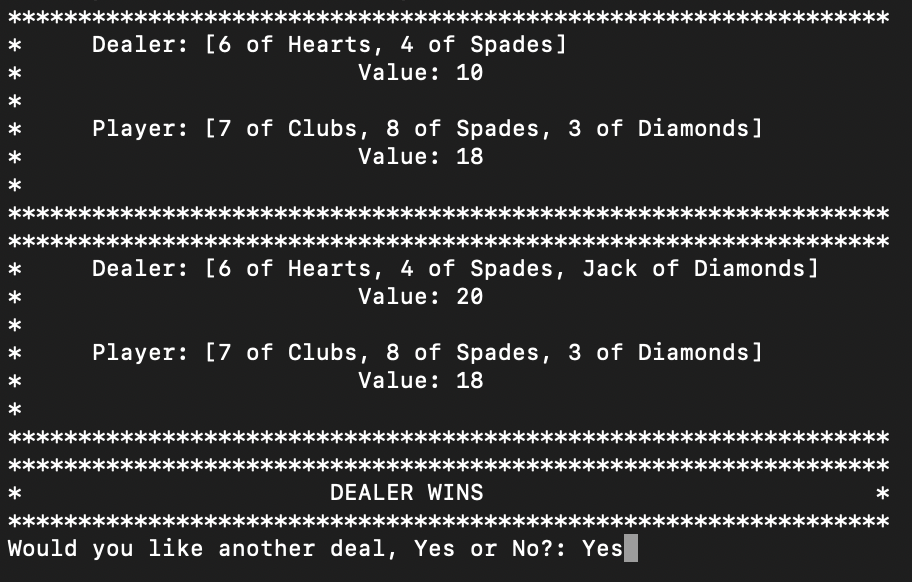 ***************************************************************
*     Dealer: [6 of Hearts, 4 of Spades]
*                        Value: 10
*
*     Player: [7 of Clubs, 8 of Spades, 3 of Diamonds]
*                        Value: 18
*
***************************************************************
***************************************************************
*     Dealer: [6 of Hearts, 4 of Spades, Jack of Diamonds]
*                        Value: 20
*
*     Player: [7 of Clubs, 8 of Spades, 3 of Diamonds]
*                        Value: 18
*
***************************************************************
***************************************************************
*                      DEALER WINS                            *
***************************************************************
Would you like another deal, Yes or No?: Yes